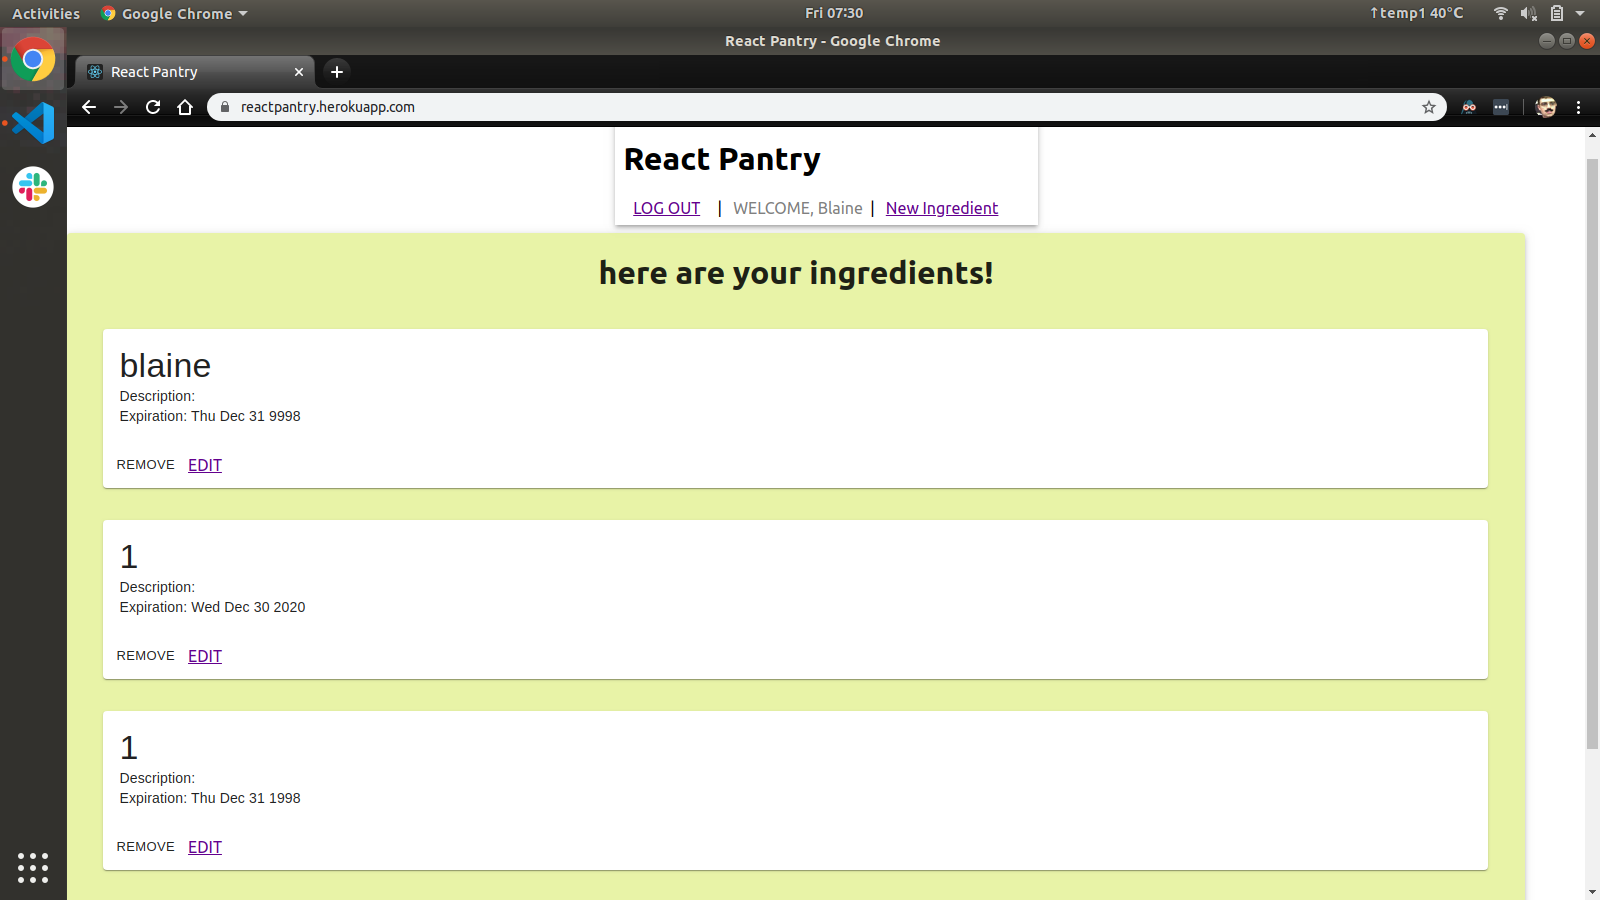 Activities Google Chrome Fri 07:30 ↑temp1 40°C
React Pantry - Google Chrome
React Pantry
reactpantry.herokuapp.com
React Pantry
LOG OUT | WELCOME, Blaine | New Ingredient
here are your ingredients!
blaine
Description:
Expiration: Thu Dec 31 9998
REMOVE EDIT
1
Description:
Expiration: Wed Dec 30 2020
REMOVE EDIT
1
Description:
Expiration: Thu Dec 31 1998
REMOVE EDIT